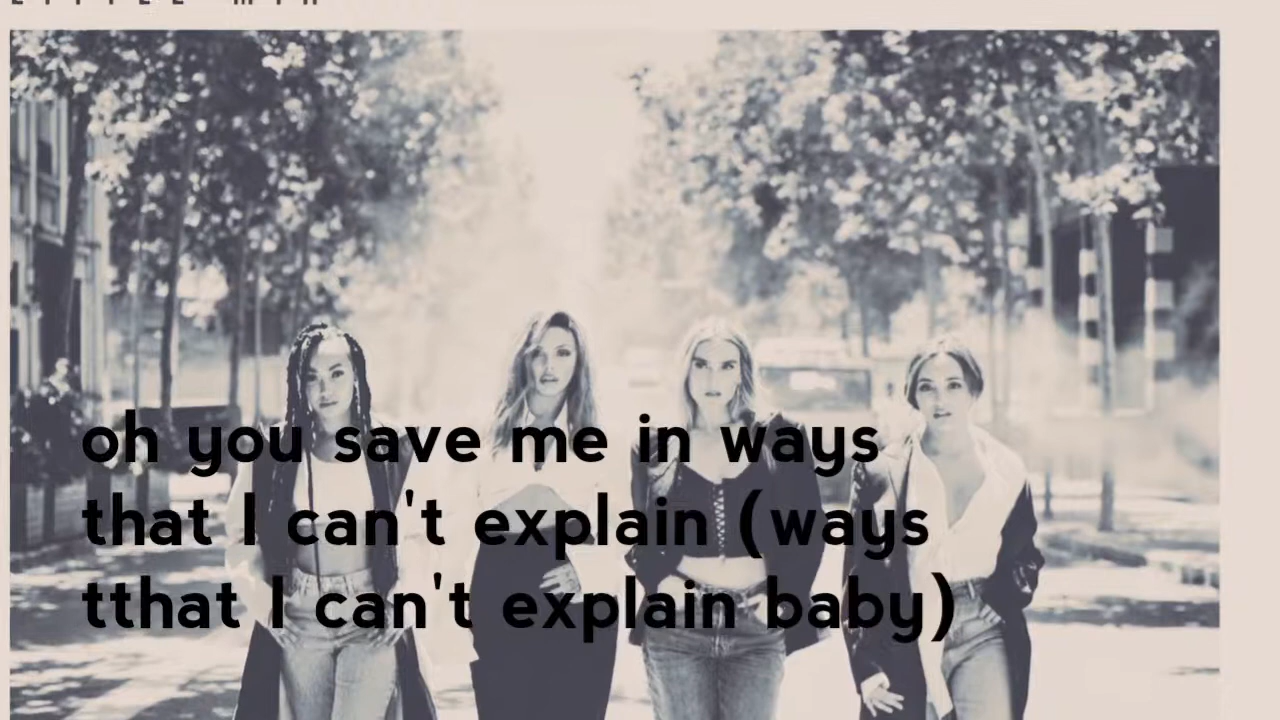 oh you save me in ways
that I can't explain (ways
tthat I can't explain baby)